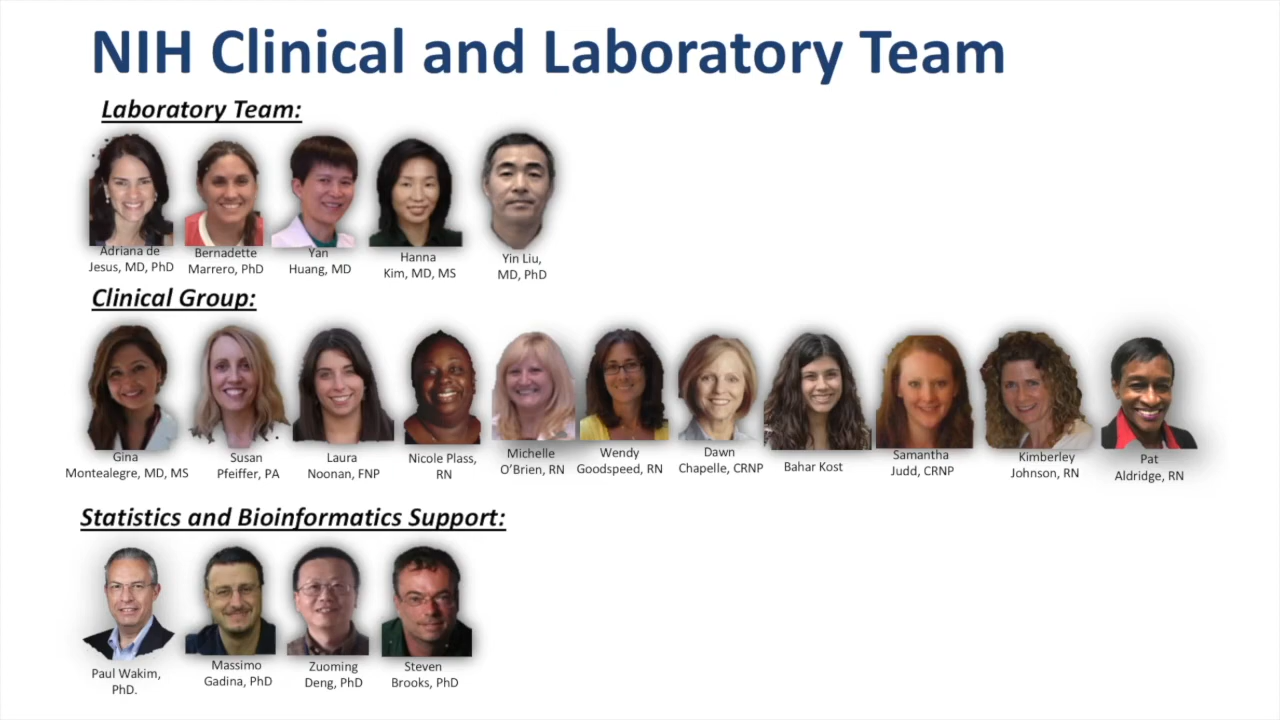 NIH Clinical and Laboratory Team
Laboratory Team:
Adriana de
Jesus, MD, PhD
Bernadette
Marrero, PhD
Yan
Huang, MD
Hanna
Kim, MD, MS
Yin Liu,
MD, PhD
Clinical Group:
Gina
Montealegre, MD, MS
Susan
Pfeiffer, PA
Laura
Noonan, FNP
Nicole Plass,
RN
Michelle
O’Brien, RN
Wendy
Goodspeed, RN
Dawn
Chapelle, CRNP
Bahar Kost
Samantha
Judd, CRNP
Kimberley
Johnson, RN
Pat
Aldridge, RN
Statistics and Bioinformatics Support:
Paul Wakim,
PhD.
Massimo
Gadina, PhD
Zuoming
Deng, PhD
Steven
Brooks, PhD